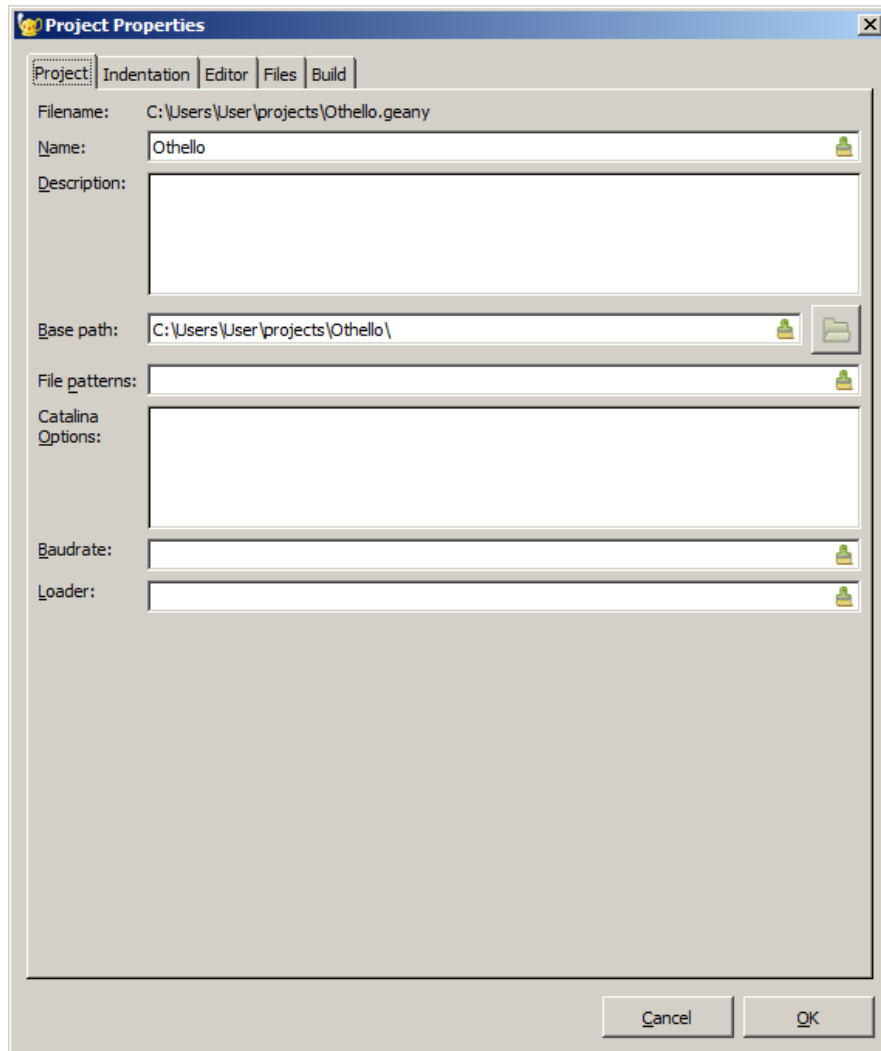 Project Properties
Project Indentation Editor Files Build
Filename: C:\Users\User\projects\Othello.geany
Name: Othello
Description:
Base path: C:\Users\User\projects\Othello\
File patterns:
Catalina
Options:
Baudrate:
Loader:
Cancel OK